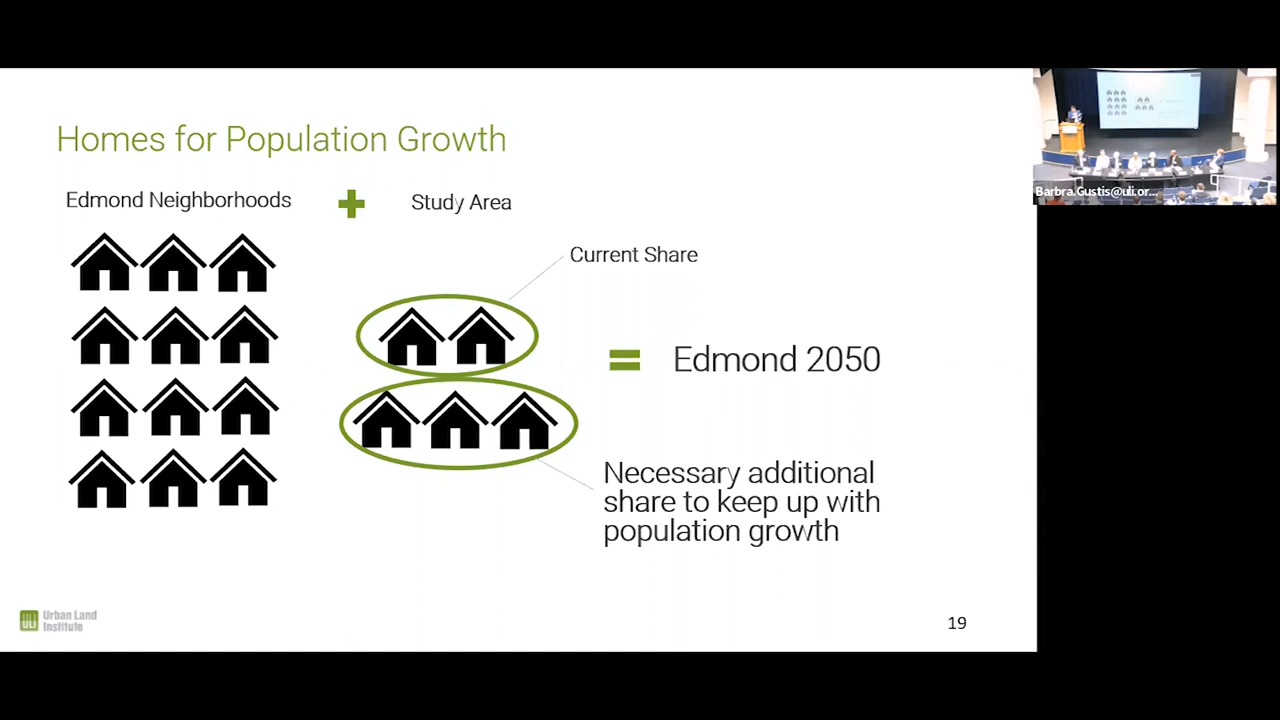 Homes for Population Growth
Edmond Neighborhoods
Study Area
Current Share
Edmond 2050
Necessary additional
share to keep up with
population growth
ULI Urban Land
Institute
19
Barbra.Gustis@uli.or...